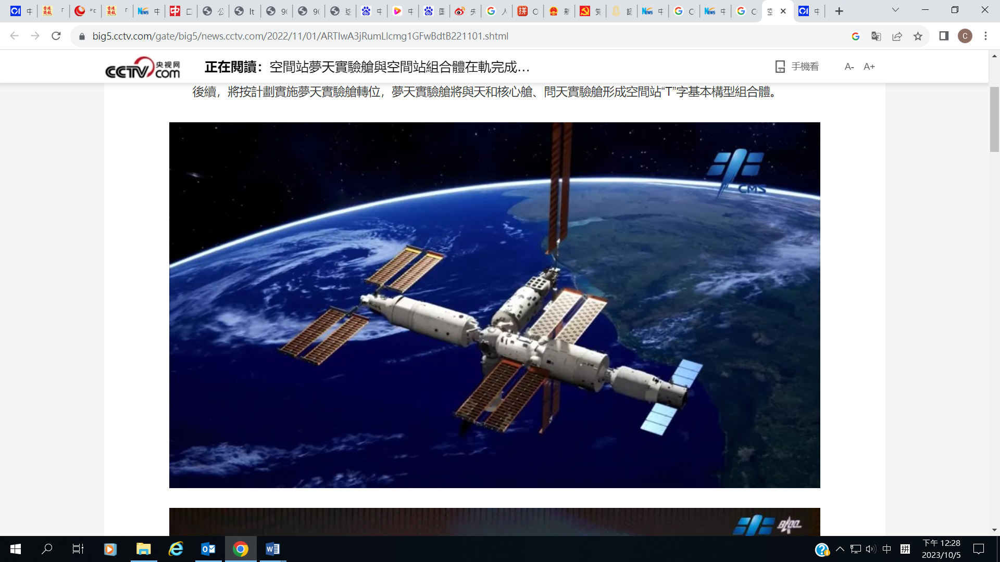 big5.cctv.com/gate/big5/news.cctv.com/2022/11/01/ARTIwA3jRumLlcmg1GFwBdtB221101.shtml
CCTV 央视网
com
正在閱讀：空間站夢天實驗艙與空間站組合體在軌完成…
手機看
A- A+
後續，將按計劃實施夢天實驗艙轉位，夢天實驗艙將與天和核心艙、問天實驗艙形成空間站“T”字基本構型組合體。
CMS
中 拼
下午 12:28
2023/10/5